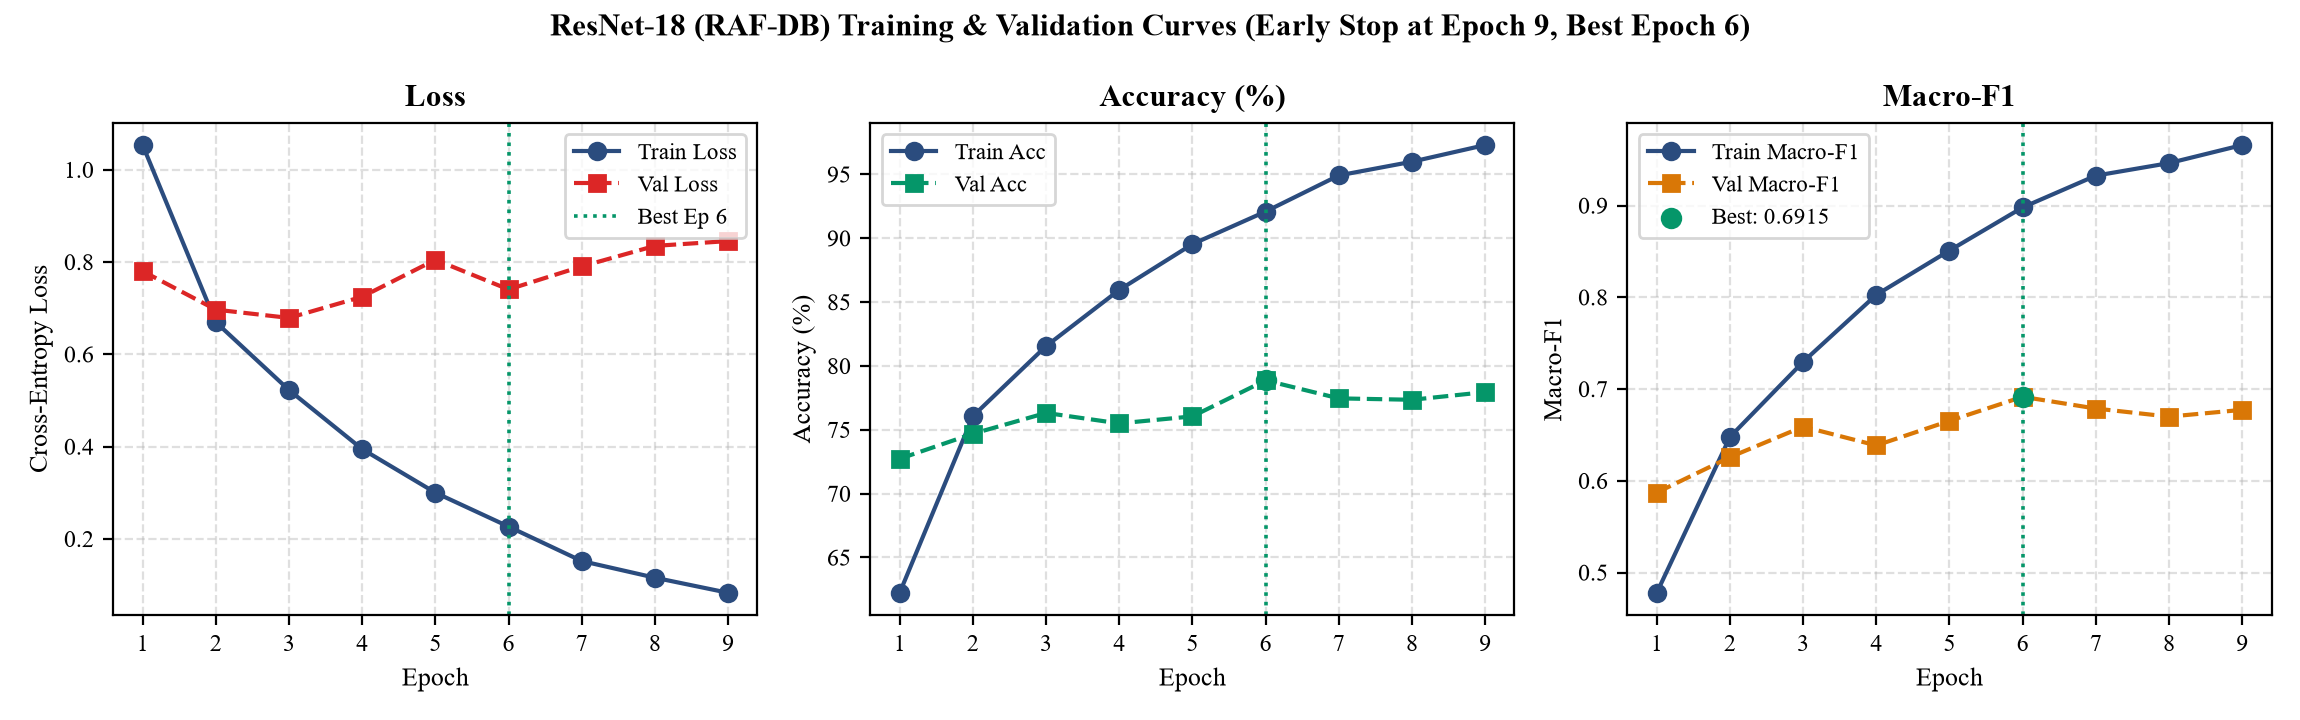 ResNet-18 (RAF-DB) Training & Validation Curves (Early Stop at Epoch 9, Best Epoch 6)
Loss
Cross-Entropy Loss
1.0
0.8
0.6
0.4
0.2
Train Loss
Val Loss
Best Ep 6
1 2 3 4 5 6 7 8 9
Epoch
Accuracy (%)
Accuracy (%)
95
90
85
80
75
70
65
Train Acc
Val Acc
1 2 3 4 5 6 7 8 9
Epoch
Macro-F1
Macro-F1
0.9
0.8
0.7
0.6
0.5
Train Macro-F1
Val Macro-F1
Best: 0.6915
1 2 3 4 5 6 7 8 9
Epoch